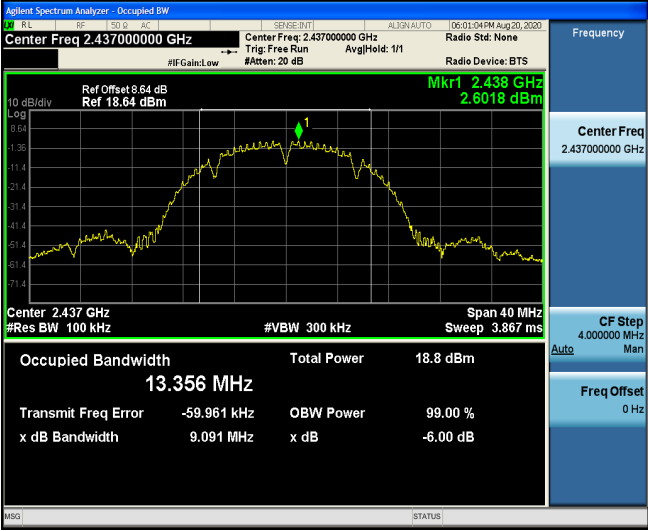 Agilent Spectrum Analyzer - Occupied BW
RL RF 50 Ω AC SENSE:INT ALIGN AUTO 06:01:04 PM Aug 20, 2020
Center Freq 2.437000000 GHz
Center Freq: 2.437000000 GHz
Radio Std: None
Trig: Free Run Avg|Hold: 1/1
#IFGain:Low
#Atten: 20 dB
Radio Device: BTS
Ref Offset 8.64 dB
Ref 18.64 dBm
Mkr1 2.438 GHz
2.6018 dBm
10 dB/div
Log
8.64
-1.36
-11.4
-21.4
-31.4
-41.4
-51.4
-61.4
-71.4
1
Center 2.437 GHz
Span 40 MHz
#Res BW 100 kHz
#VBW 300 kHz
Sweep 3.867 ms
Occupied Bandwidth
Total Power 18.8 dBm
13.356 MHz
Transmit Freq Error -59.961 kHz
OBW Power 99.00 %
x dB Bandwidth 9.091 MHz
x dB -6.00 dB
Frequency
Center Freq
2.437000000 GHz
CF Step
4.000000 MHz
Auto Man
Freq Offset
0 Hz
MSG
STATUS